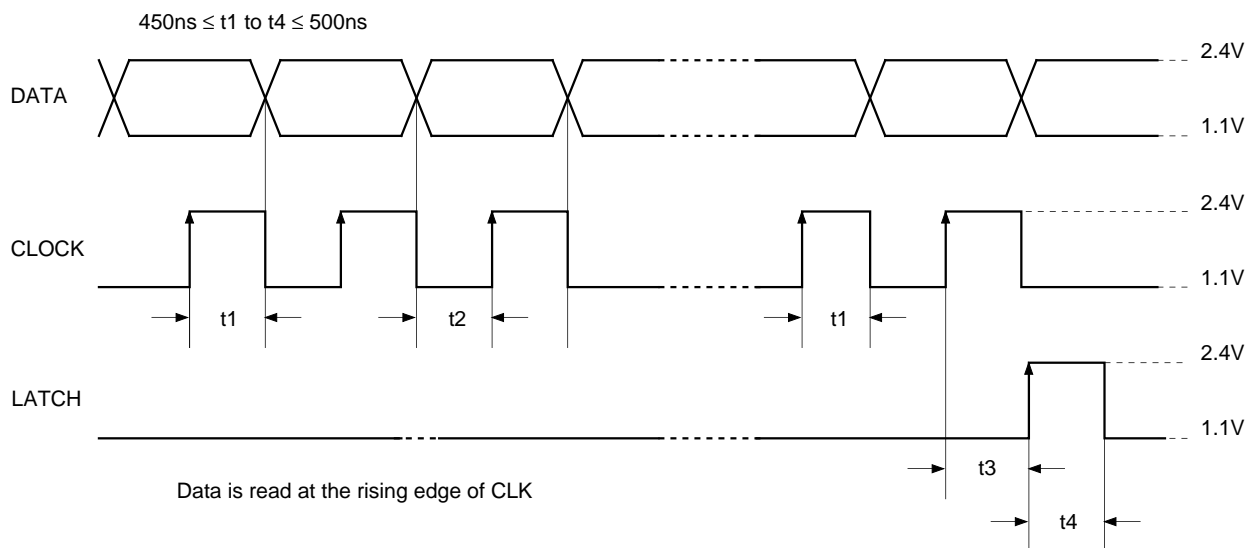 450ns ≤ t1 to t4 ≤ 500ns
2.4V
DATA
1.1V
2.4V
CLOCK
1.1V
t1
t2
t1
2.4V
LATCH
1.1V
t3
Data is read at the rising edge of CLK
t4